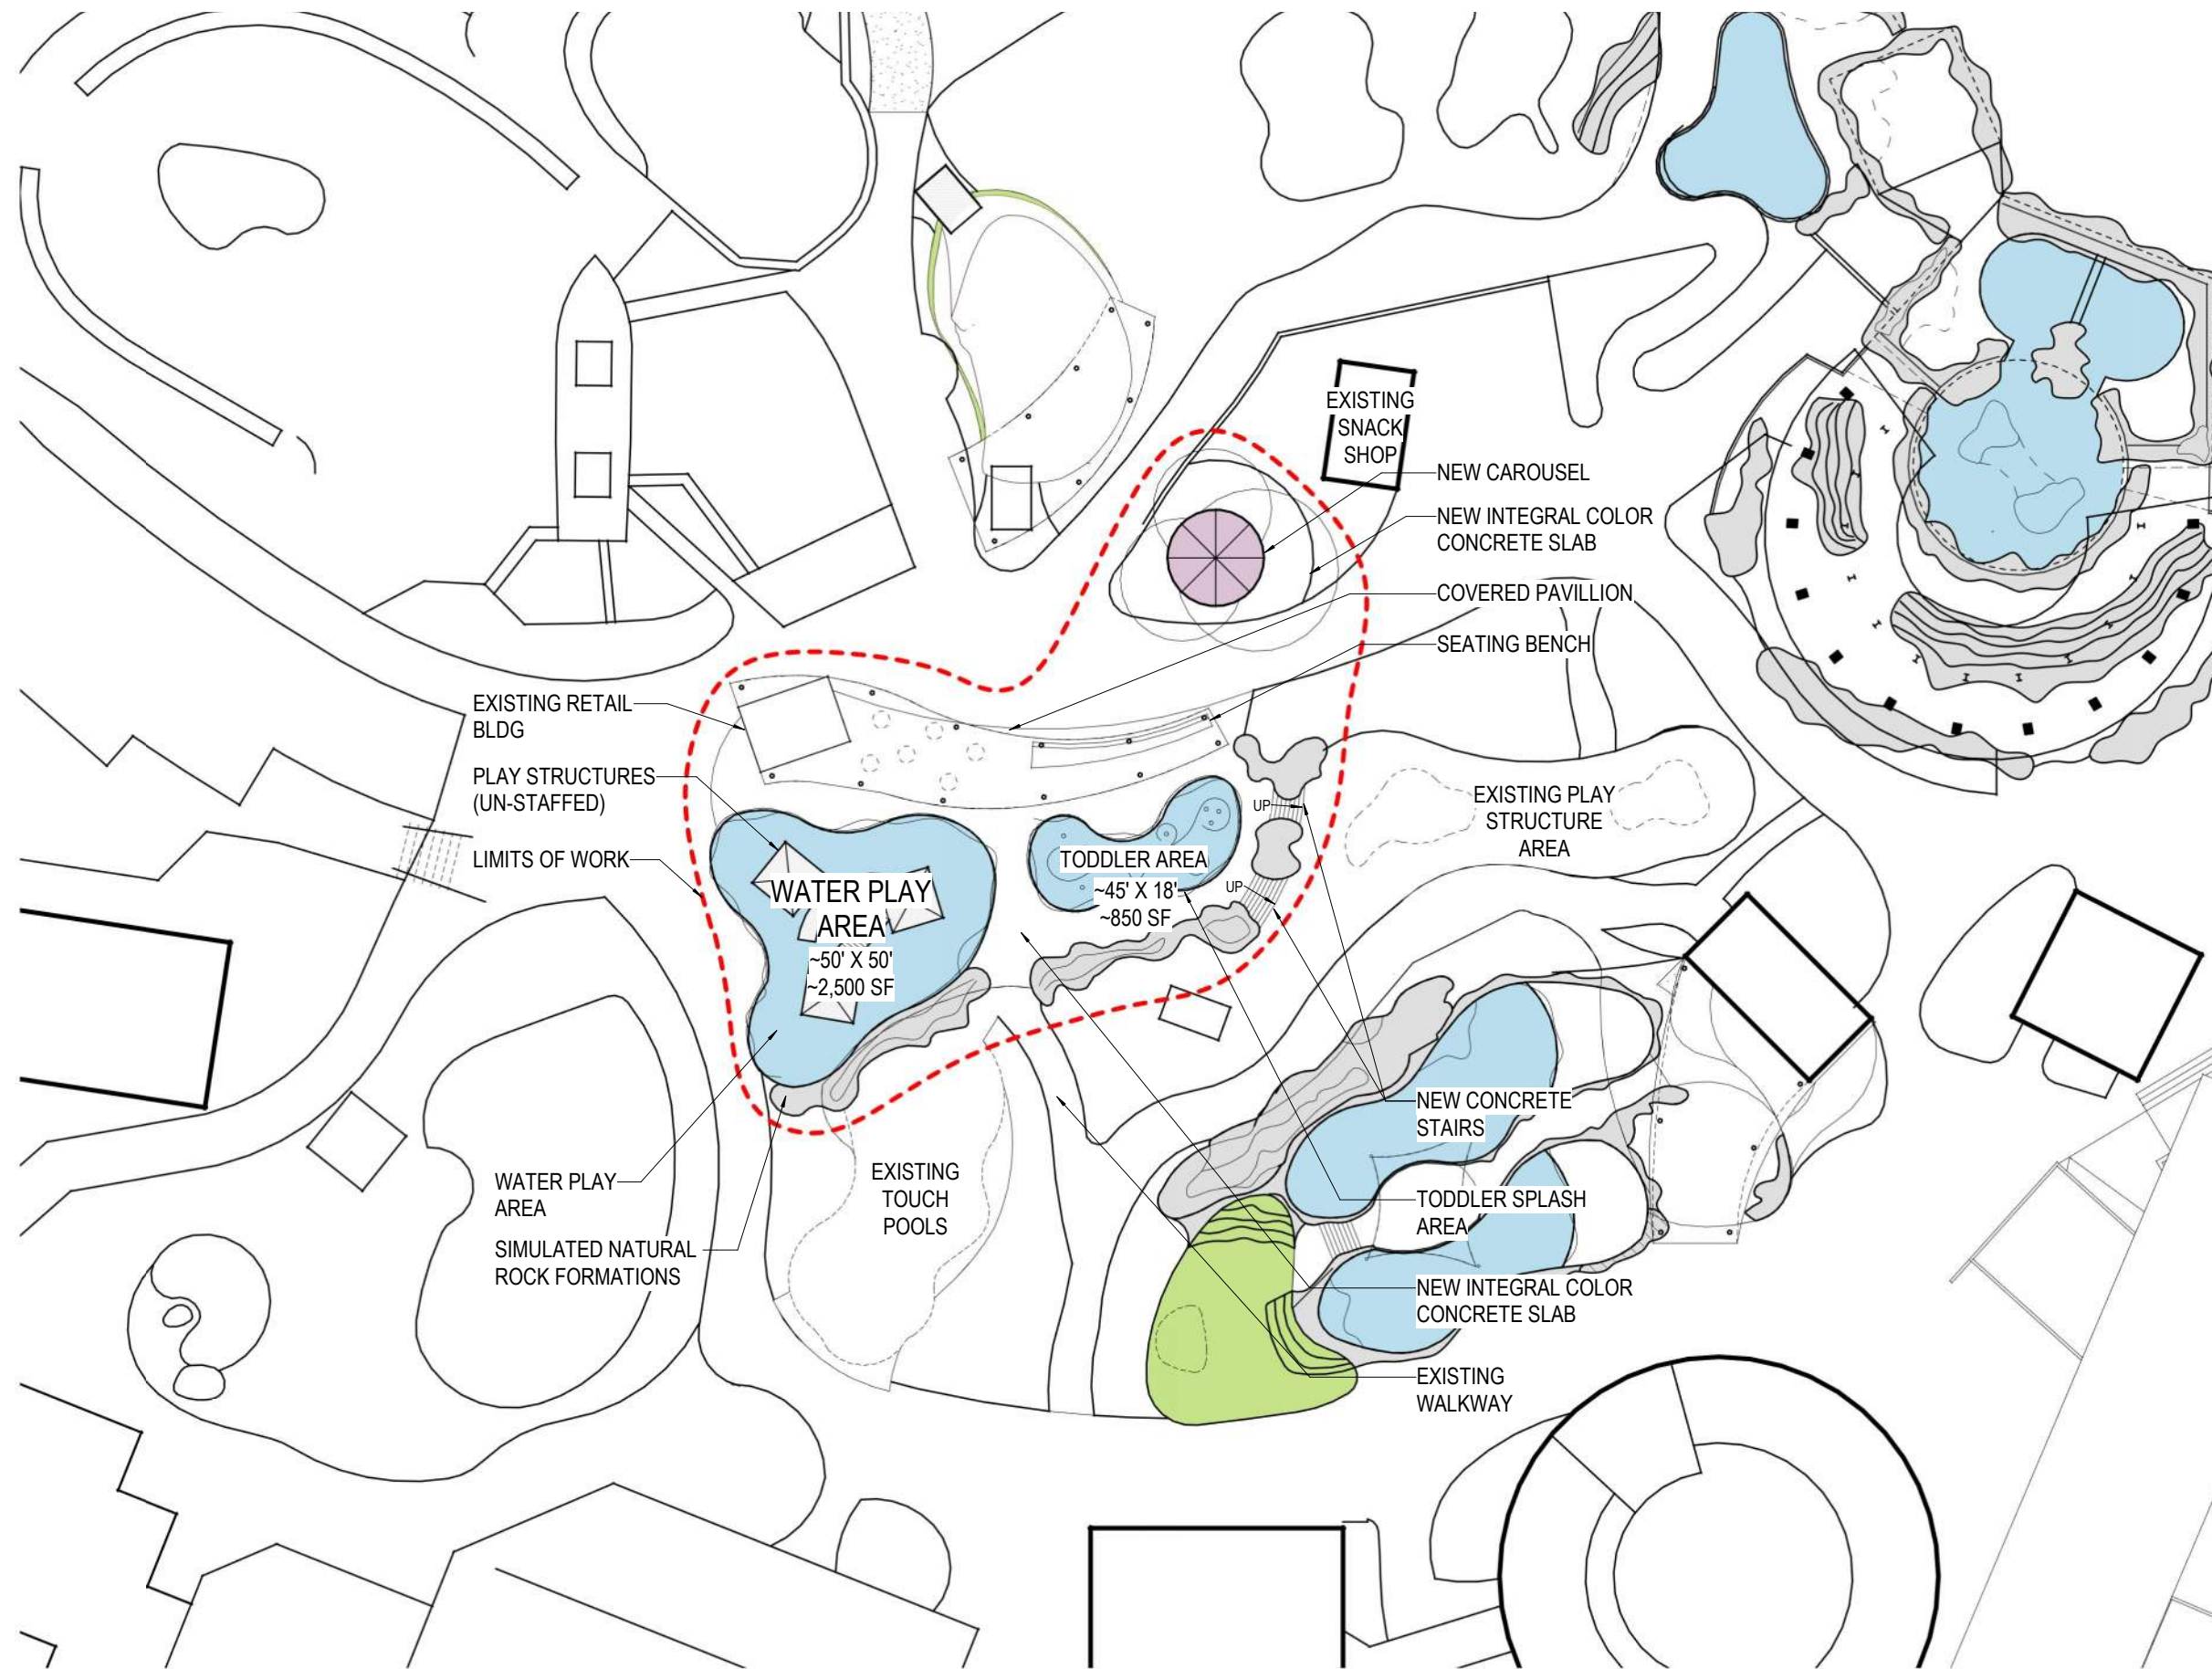 EXISTING
SNACK
SHOP
NEW CAROUSEL
NEW INTEGRAL COLOR
CONCRETE SLAB
COVERED PAVILLION
SEATING BENCH
EXISTING RETAIL
BLDG
PLAY STRUCTURES
(UN-STAFFED)
LIMITS OF WORK
WATER PLAY
AREA
~50' X 50'
~2,500 SF
TODDLER AREA
~45' X 18'
~850 SF
UP
UP
EXISTING PLAY
STRUCTURE
AREA
WATER PLAY
AREA
SIMULATED NATURAL
ROCK FORMATIONS
EXISTING
TOUCH
POOLS
NEW CONCRETE
STAIRS
TODDLER SPLASH
AREA
NEW INTEGRAL COLOR
CONCRETE SLAB
EXISTING
WALKWAY